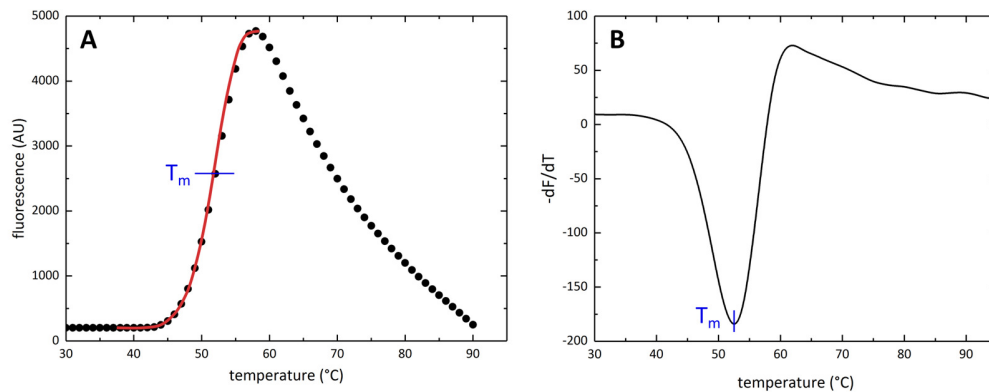 A
5000
4000
3000
2000
1000
0
fluorescence (AU)
Tm
30 40 50 60 70 80 90 100
temperature (°C)
B
100
50
0
-50
-100
-150
-200
-dF/dT
Tm
30 40 50 60 70 80 90
temperature (°C)